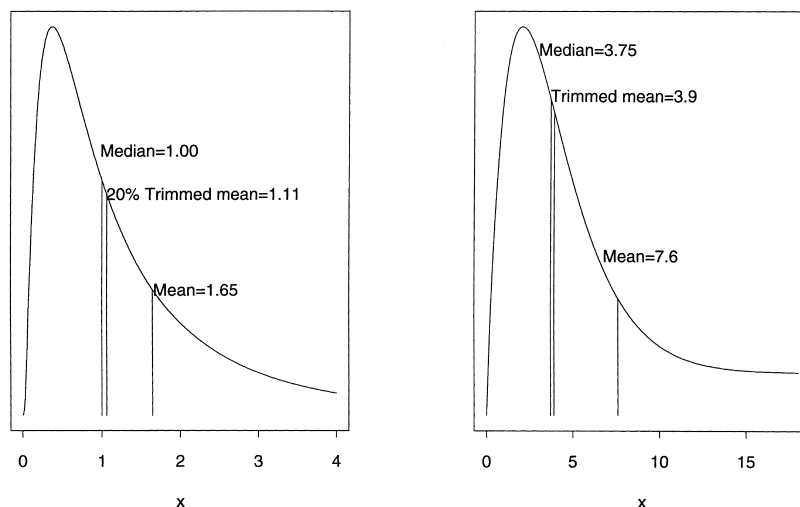 Median=1.00
20% Trimmed mean=1.11
Mean=1.65
0 1 2 3 4
x
Median=3.75
Trimmed mean=3.9
Mean=7.6
0 5 10 15
x